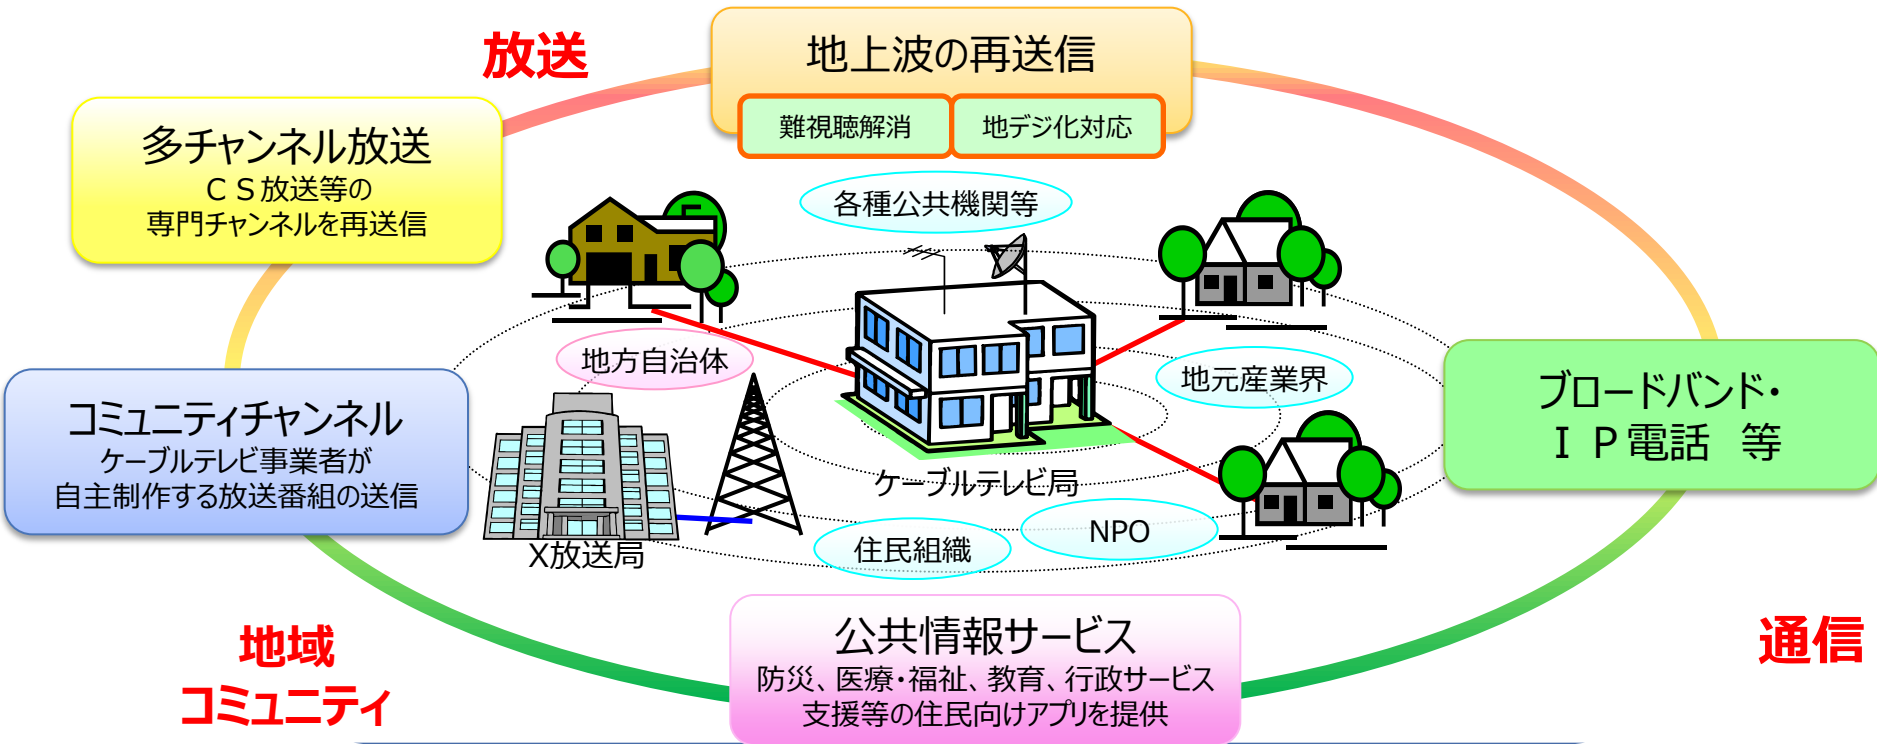 放送
地上波の再送信
難視聴解消
地デジ化対応
多チャンネル放送
ＣＳ放送等の
専門チャンネルを再送信
各種公共機関等
地方自治体
地元産業界
コミュニティチャンネル
ケーブルテレビ事業者が
自主制作する放送番組の送信
ブロードバンド・
ＩＰ電話　等
ケーブルテレビ局
X放送局
住民組織
NPO
地域
コミュニティ
公共情報サービス
防災、医療・福祉、教育、行政サービス
支援等の住民向けアプリを提供
通信